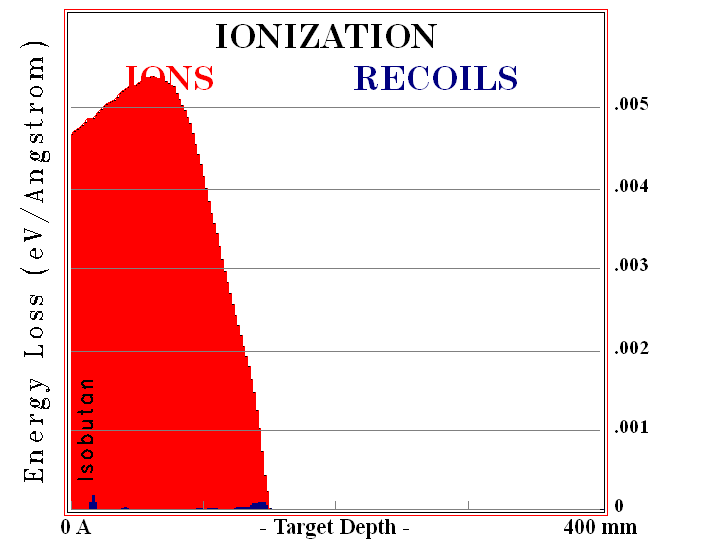 IONIZATION
IONS RECOILS
Energy Loss (eV/Angstrom)
.005
.004
.003
.002
.001
0
Isobutan
0 A - Target Depth - 400 mm